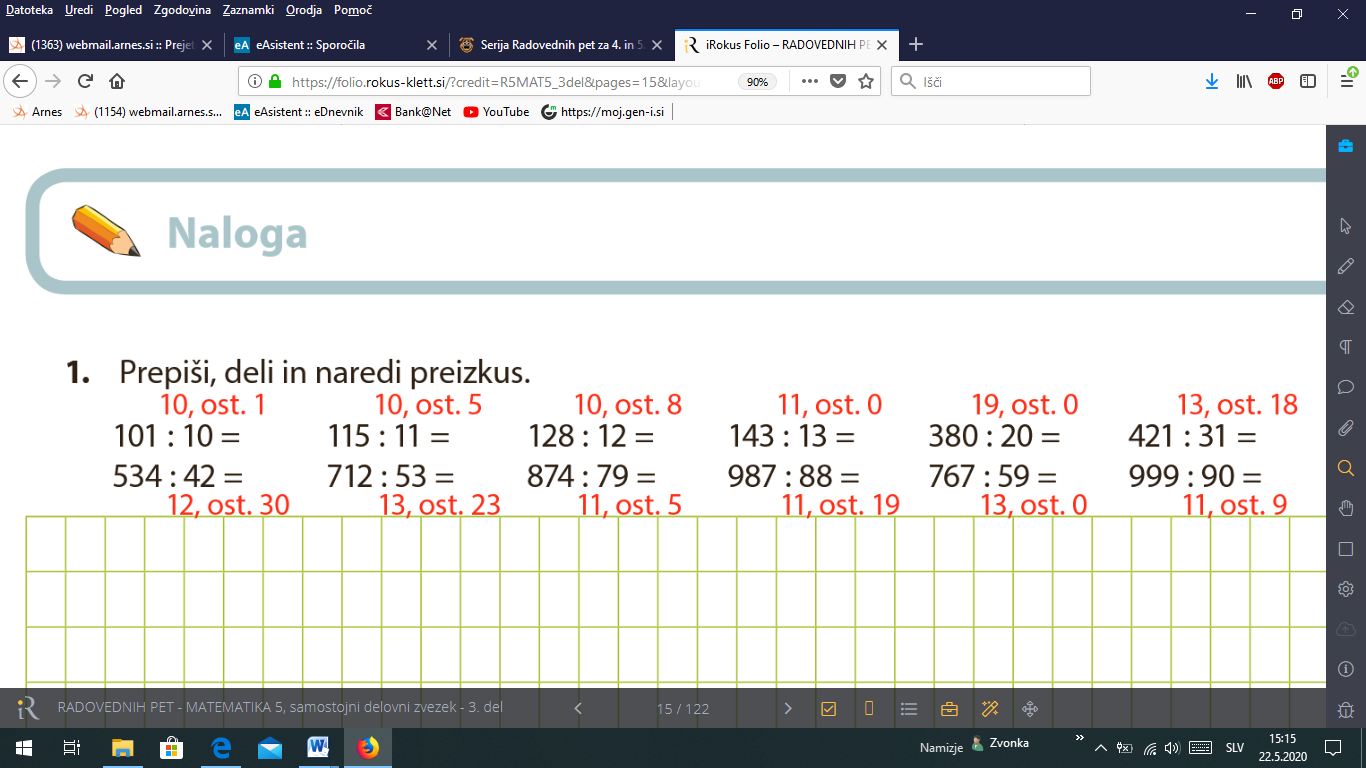 Datoteka Uredi Pogled Zgodovina Zaznamki Orodja Pomoč
(1363) webmail.arnes.si :: Prejet
eA eAsistent :: Sporočila
Serija Radovednih pet za 4. in 5.
iRokus Folio – RADOVEDNIH PE
https://folio.rokus-klett.si/?credit=R5MAT5_3del&pages=15&layou 90% Išči
Arnes (1154) webmail.arnes.s... eA eAsistent :: eDnevnik Bank@Net YouTube https://moj.gen-i.si
Naloga
1. Prepiši, deli in naredi preizkus.
10, ost. 1 10, ost. 5 10, ost. 8 11, ost. 0 19, ost. 0 13, ost. 18
101 : 10 = 115 : 11 = 128 : 12 = 143 : 13 = 380 : 20 = 421 : 31 =
534 : 42 = 712 : 53 = 874 : 79 = 987 : 88 = 767 : 59 = 999 : 90 =
12, ost. 30 13, ost. 23 11, ost. 5 11, ost. 19 13, ost. 0 11, ost. 9
iR RADOVEDNIH PET - MATEMATIKA 5, samostojni delovni zvezek - 3. del 15 / 122
Namizje Zvonka SLV 15:15
22.5.2020